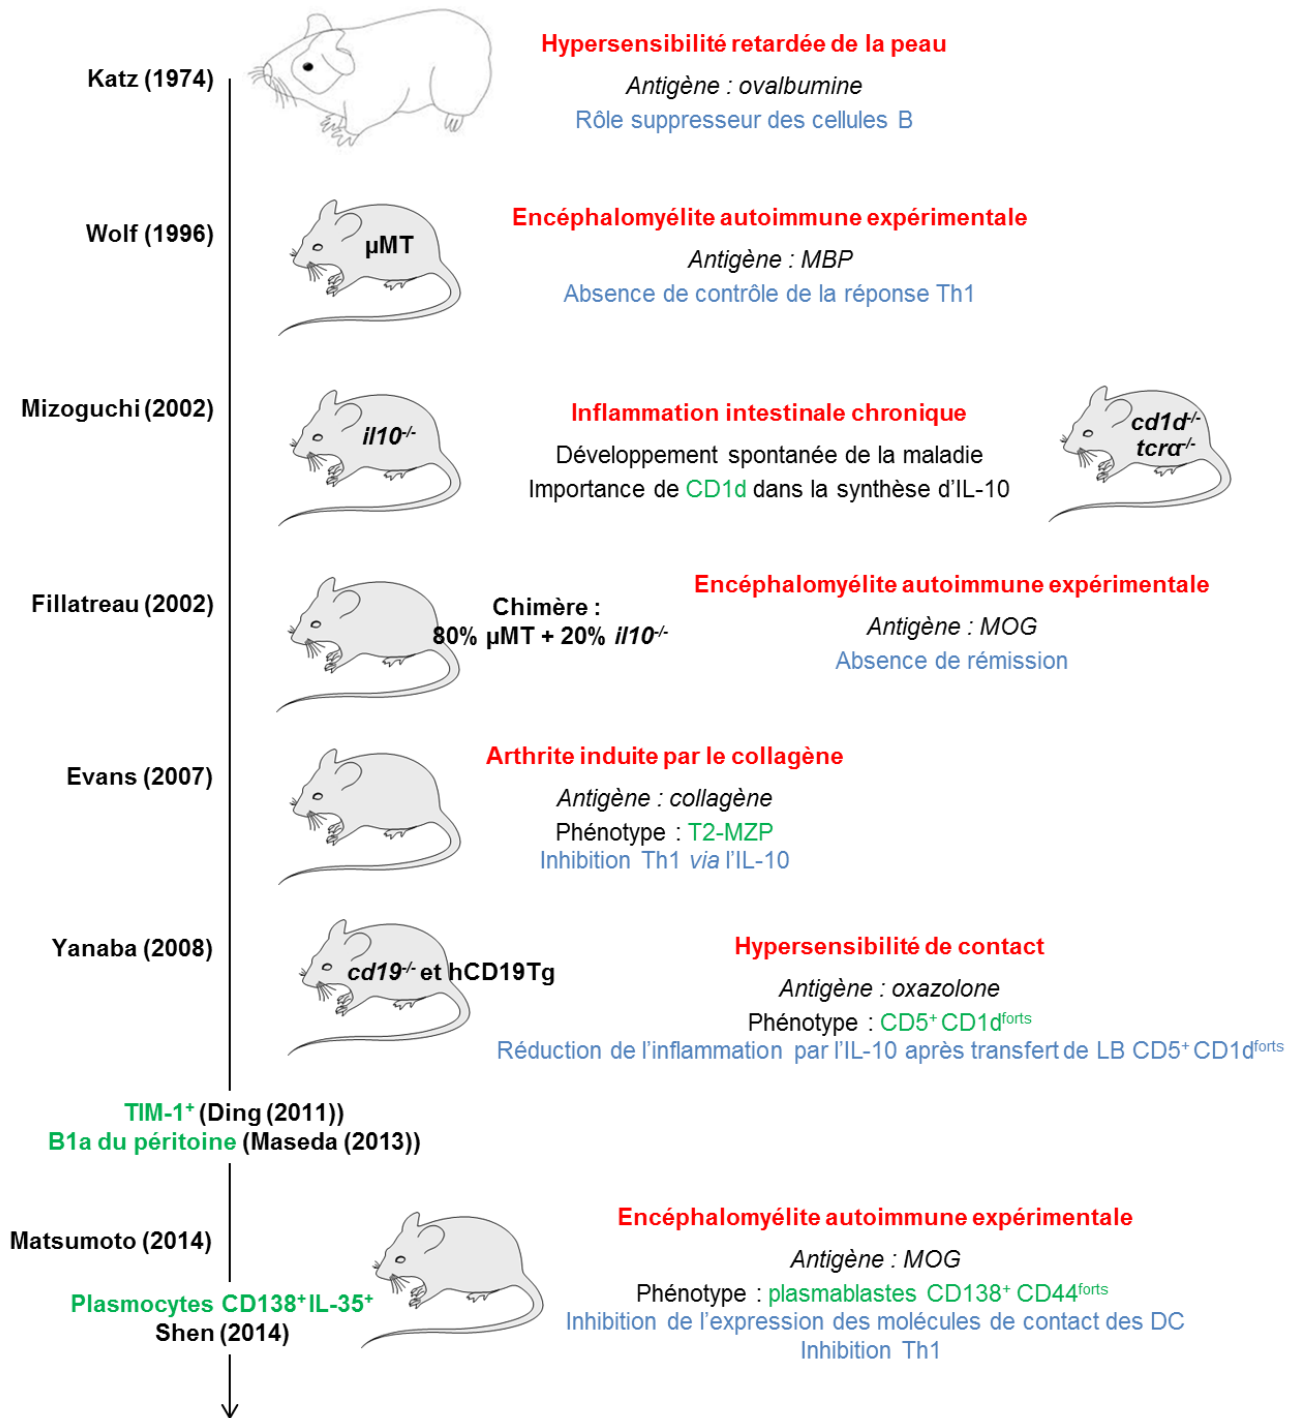 Katz (1974)
Hypersensibilité retardée de la peau
Antigène : ovalbumine
Rôle suppresseur des cellules B
Wolf (1996)
µMT
Encéphalomyélite autoimmune expérimentale
Antigène : MBP
Absence de contrôle de la réponse Th1
Mizoguchi (2002)
il10-/-
Inflammation intestinale chronique
Développement spontanée de la maladie
Importance de CD1d dans la synthèse d’IL-10
cd1d-/-
tcrα-/-
Fillatreau (2002)
Chimère :
80% µMT + 20% il10-/-
Encéphalomyélite autoimmune expérimentale
Antigène : MOG
Absence de rémission
Evans (2007)
Arthrite induite par le collagène
Antigène : collagène
Phénotype : T2-MZP
Inhibition Th1 via l’IL-10
Yanaba (2008)
cd19-/- et hCD19Tg
Hypersensibilité de contact
Antigène : oxazolone
Phénotype : CD5+ CD1dforts
Réduction de l’inflammation par l’IL-10 après transfert de LB CD5+ CD1dforts
TIM-1+ (Ding (2011))
B1a du péritoine (Maseda (2013))
Matsumoto (2014)
Encéphalomyélite autoimmune expérimentale
Antigène : MOG
Phénotype : plasmablastes CD138+ CD44forts
Inhibition de l’expression des molécules de contact des DC
Inhibition Th1
Plasmocytes CD138+ IL-35+
Shen (2014)